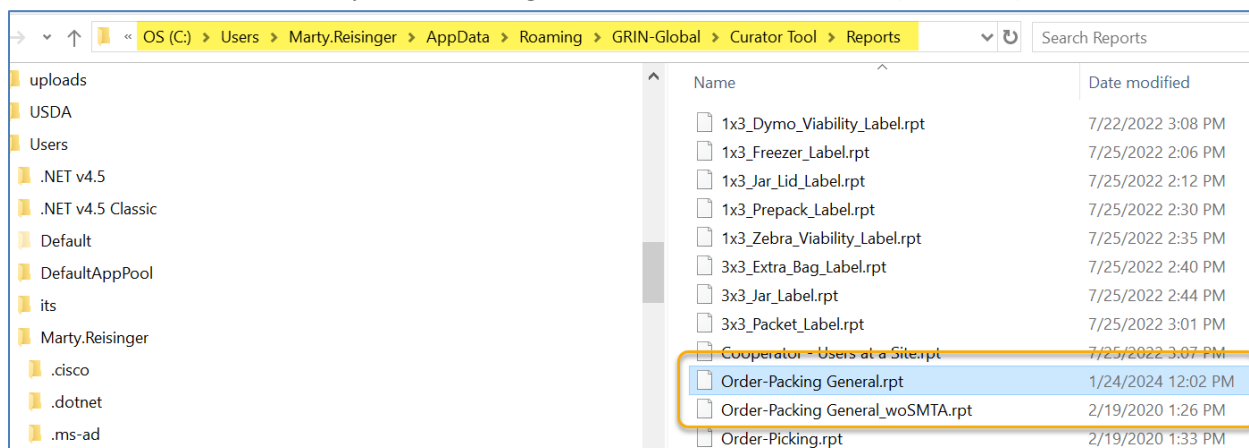 « OS (C:) > Users > Marty.Reisinger > AppData > Roaming > GRIN-Global > Curator Tool > Reports
Search Reports
uploads
USDA
Users
.NET v4.5
.NET v4.5 Classic
Default
DefaultAppPool
its
Marty.Reisinger
.cisco
.dotnet
.ms-ad
Name Date modified
1x3_Dymo_Viability_Label.rpt 7/22/2022 3:08 PM
1x3_Freezer_Label.rpt 7/25/2022 2:06 PM
1x3_Jar_Lid_Label.rpt 7/25/2022 2:12 PM
1x3_Prepack_Label.rpt 7/25/2022 2:30 PM
1x3_Zebra_Viability_Label.rpt 7/25/2022 2:35 PM
3x3_Extra_Bag_Label.rpt 7/25/2022 2:40 PM
3x3_Jar_Label.rpt 7/25/2022 2:44 PM
3x3_Packet_Label.rpt 7/25/2022 3:01 PM
Cooperator - Users at a Site.rpt 7/25/2022 3:07 PM
Order-Packing General.rpt 1/24/2024 12:02 PM
Order-Packing General_woSMTA.rpt 2/19/2020 1:26 PM
Order-Picking.rpt 2/19/2020 1:33 PM